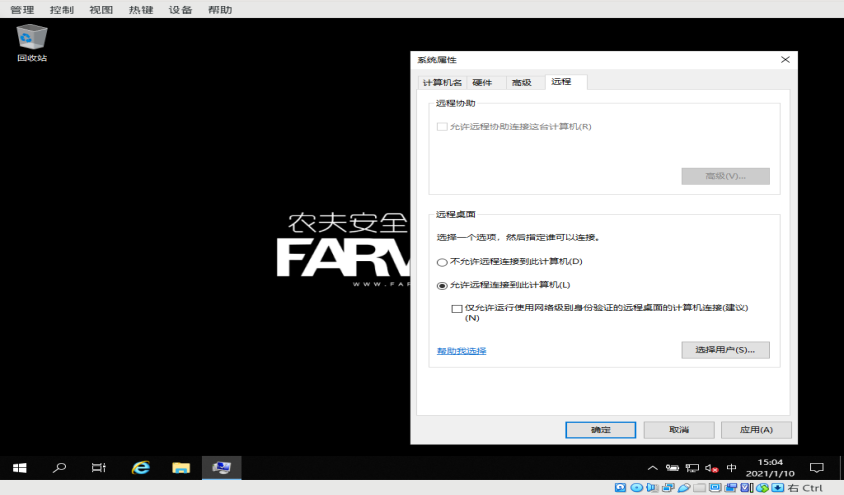 管理 控制 视图 热键 设备 帮助
回收站
系统属性
计算机名 硬件 高级 远程
远程协助
允许远程协助连接这台计算机(R)
高级(V)...
远程桌面
选择一个选项，然后指定谁可以连接。
不允许远程连接到此计算机(D)
允许远程连接到此计算机(L)
仅允许运行使用网络级别身份验证的远程桌面的计算机连接(建议)
(N)
帮助我选择
选择用户(S)...
确定 取消 应用(A)
农夫安全
FARV
WWW.FAR
中
15:04
2021/1/10
右 Ctrl